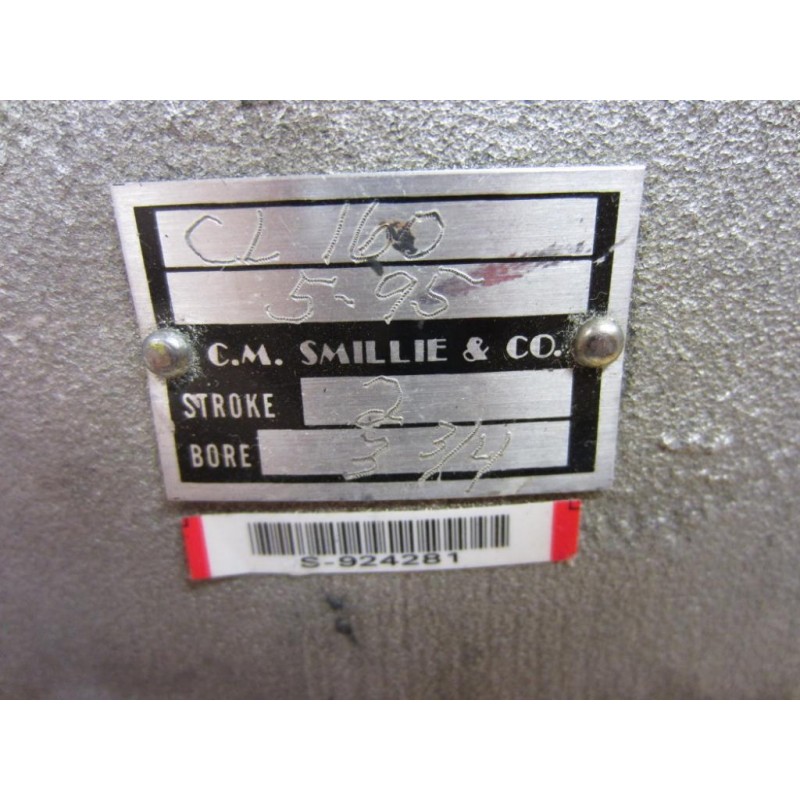 CL 160
5-95
C.M. SMILLIE & CO.
STROKE 2
BORE 3 3/4
S-924281